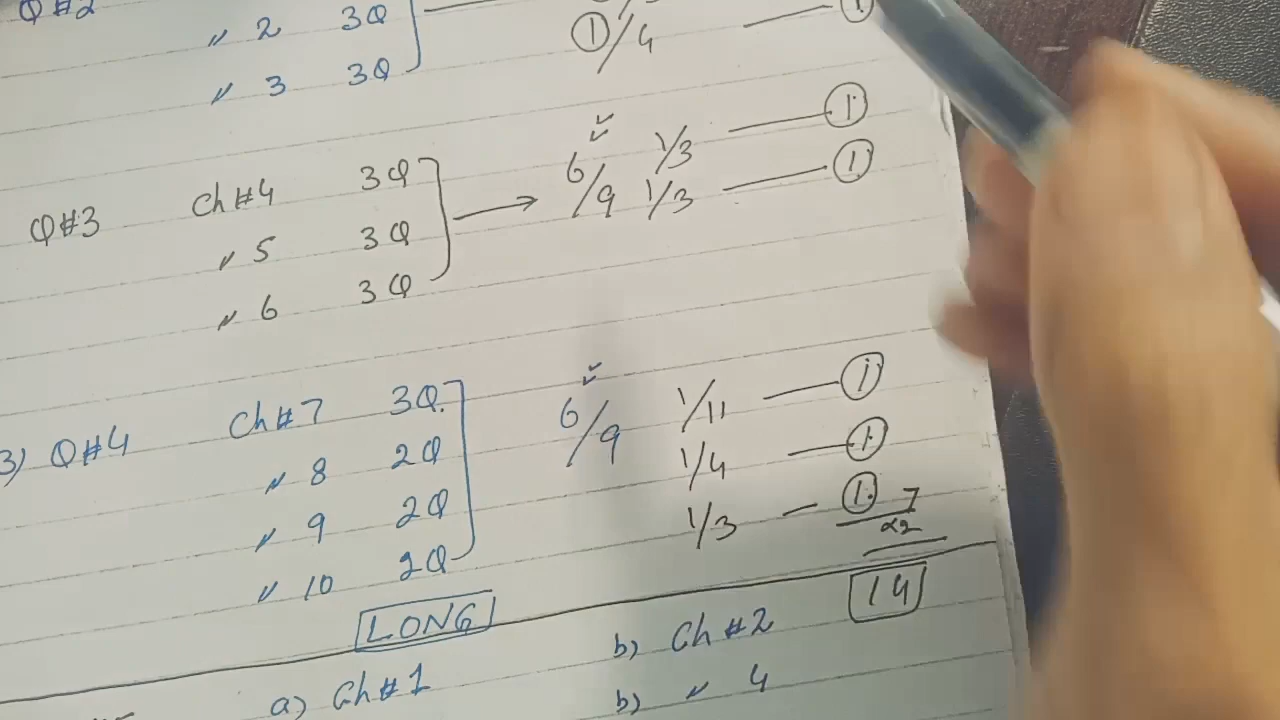 Q#2 〃 2 3Q
①/4 — ①
〃 3 3Q
Q#3 Ch#4 3Q → 6/9 1/3 — ①
〃 5 3Q 1/3 — ①
〃 6 3Q
3) Q#4 Ch#7 3Q. 6/9 1/11 — ①
〃 8 2Q 1/4 — ①
〃 9 2Q 1/3 — ① 7
〃 10 2Q x2
14
LONG
a) Ch#1 b) Ch#2
b) 〃 4